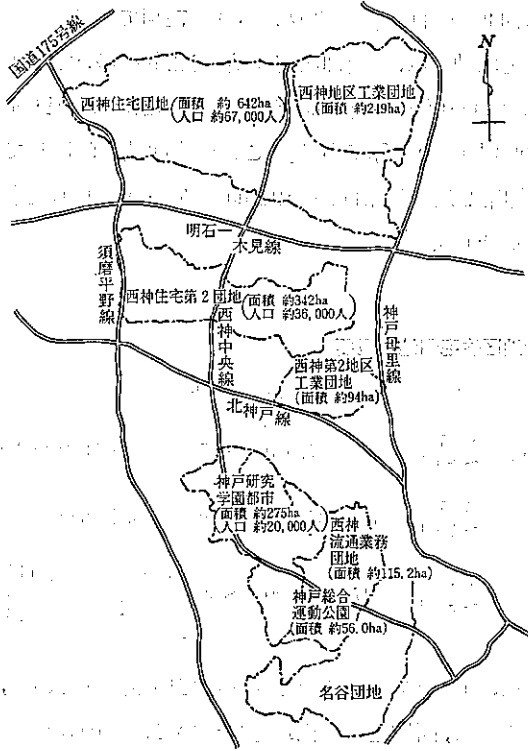 国道175号線
N
西神住宅団地
(面積 約 642ha
人口 約67,000人)
西神地区工業団地
(面積 約249ha)
明石―
木見線
須磨平野線
西神住宅第2団地
(面積 約342ha
人口 約36,000人)
西神中央線
神戸母里線
西神第2地区
工業団地
(面積 約94ha)
北神戸線
神戸研究
学園都市
(面積 約275ha
人口 約20,000人)
西神
流通業務
団地
(面積 約115.2ha)
神戸総合
運動公園
(面積 約56.0ha)
名谷団地